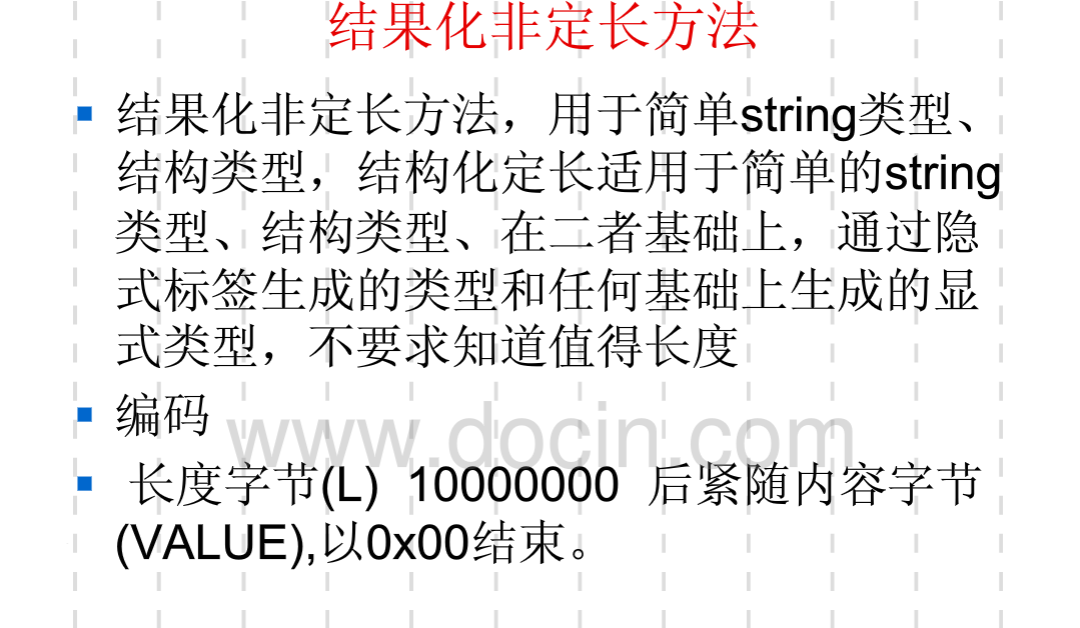 结果化非定长方法
结果化非定长方法，用于简单string类型、
结构类型，结构化定长适用于简单的string
类型、结构类型、在二者基础上，通过隐
式标签生成的类型和任何基础上生成的显
式类型，不要求知道值得长度
编码
www.docin.com
长度字节(L) 10000000 后紧随内容字节
(VALUE),以0x00结束。